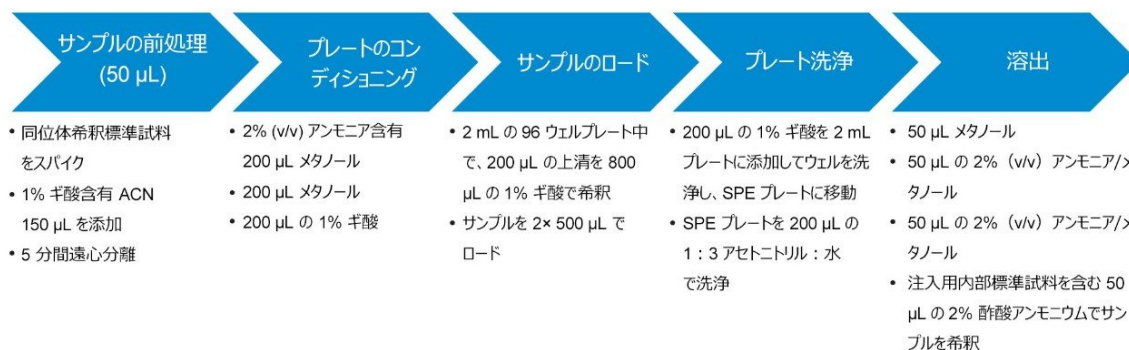 サンプルの前処理
(50 µL)
• 同位体希釈標準試料
をスパイク
• 1% ギ酸含有 ACN
150 µL を添加
• 5 分間遠心分離
プレートのコン
ディショニング
• 2% (v/v) アンモニア含有
200 µL メタノール
• 200 µL メタノール
• 200 µL の 1% ギ酸
サンプルのロード
• 2 mL の 96 ウェルプレート中
で、200 µL の上清を 800
µL の 1% ギ酸で希釈
• サンプルを 2× 500 µL で
ロード
プレート洗浄
• 200 µL の 1% ギ酸を 2 mL
プレートに添加してウェルを洗
浄し、SPE プレートに移動
• SPE プレートを 200 µL の
1：3 アセトニトリル：水
で洗浄
溶出
• 50 µL メタノール
• 50 µL の 2%（v/v）アンモニア/メ
タノール
• 50 µL の 2%（v/v）アンモニア/メ
タノール
• 注入用内部標準試料を含む 50
µL の 2% 酢酸アンモニウムでサン
プルを希釈